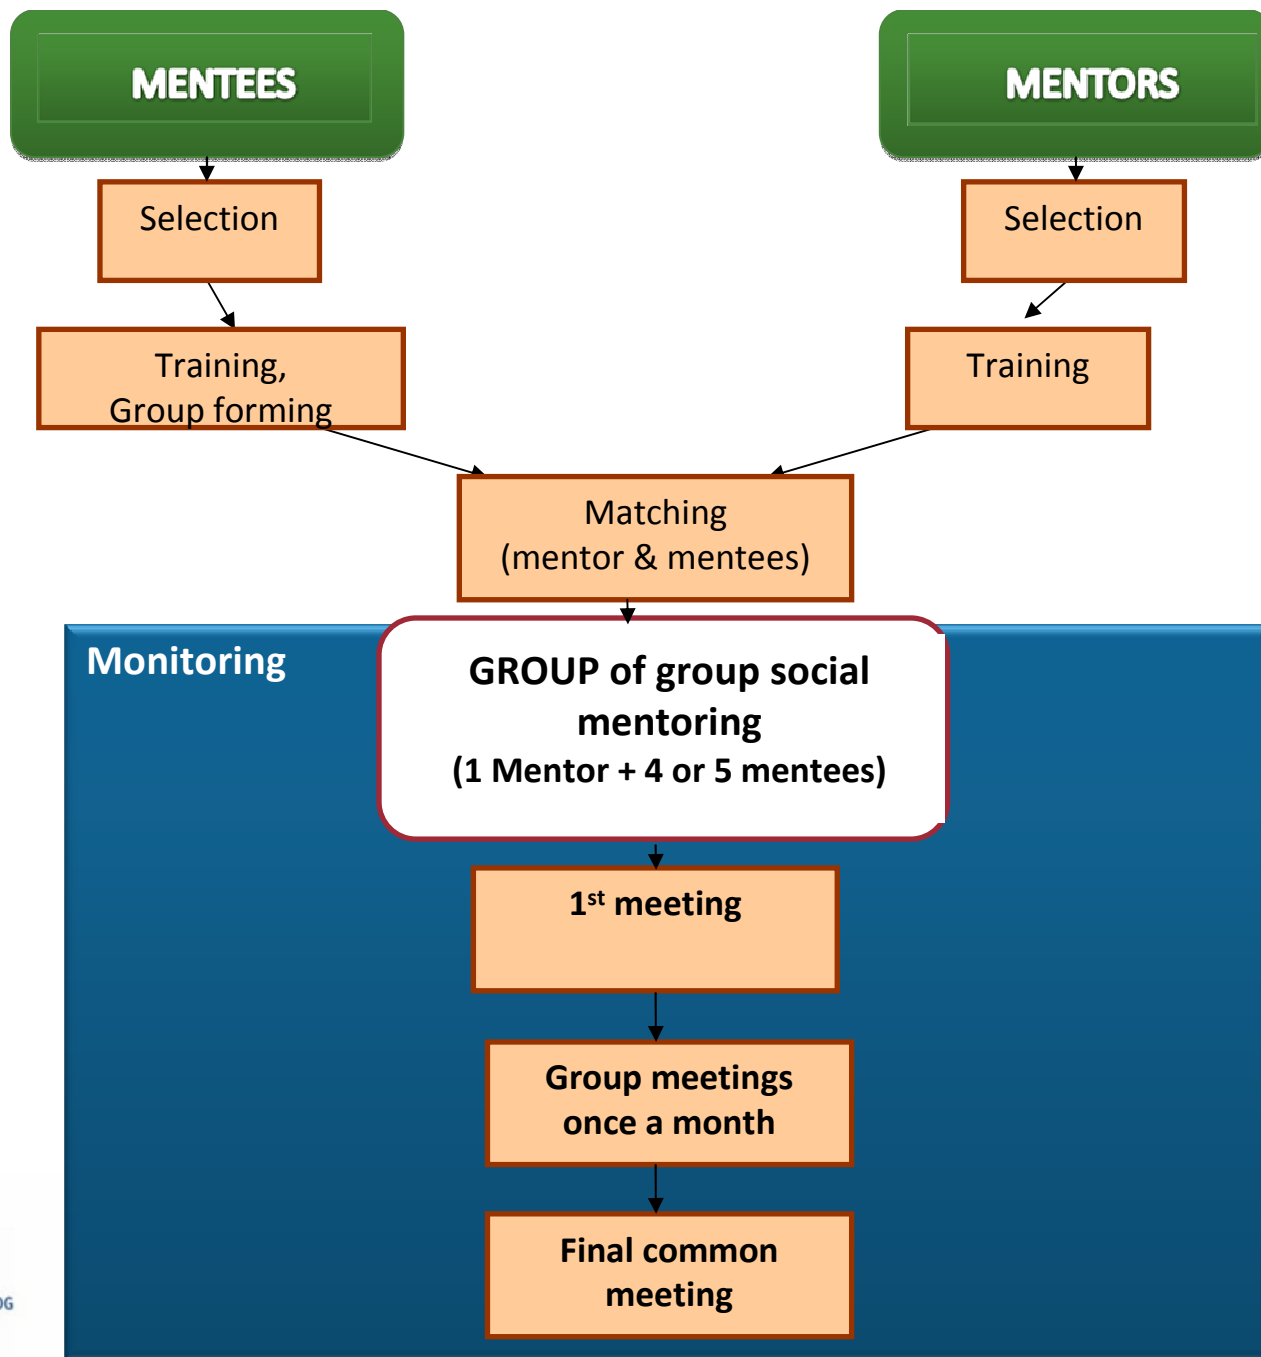 MENTEES
MENTORS
Selection
Selection
Training,
Group forming
Training
Matching
(mentor & mentees)
Monitoring
GROUP of group social
mentoring
(1 Mentor + 4 or 5 mentees)
1st meeting
Group meetings
once a month
Final common
meeting